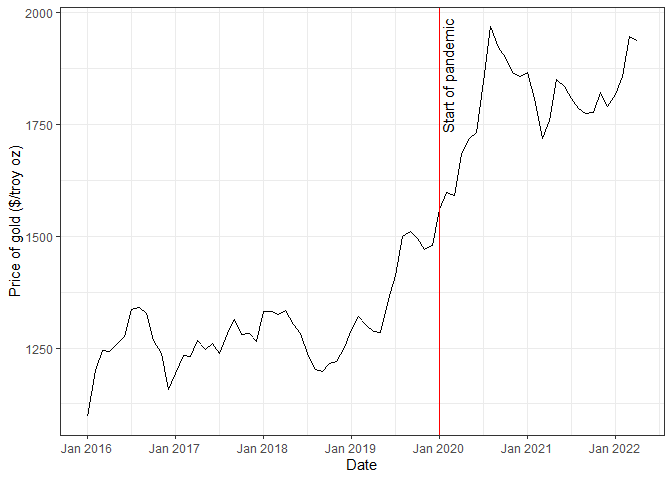 2000
1750
1500
1250
Price of gold ($/troy oz)
Start of pandemic
Jan 2016 Jan 2017 Jan 2018 Jan 2019 Jan 2020 Jan 2021 Jan 2022
Date